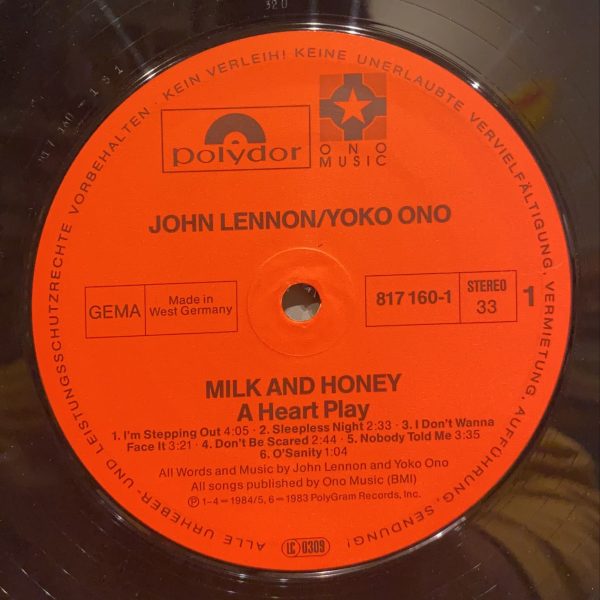 ALLE URHEBER- UND LEISTUNGSSCHUTZRECHTE VORBEHALTEN · KEIN VERLEIH! KEINE UNERLAUBTE VERVIELFÄLTIGUNG, VERMIETUNG, AUFFÜHRUNG, SENDUNG!
polydor
ONO
MUSIC
JOHN LENNON/YOKO ONO
GEMA
Made in
West Germany
817 160-1
STEREO
33
1
MILK AND HONEY
A Heart Play
1. I'm Stepping Out 4:05 · 2. Sleepless Night 2:33 · 3. I Don't Wanna
Face It 3:21 · 4. Don't Be Scared 2:44 · 5. Nobody Told Me 3:35
6. O'Sanity 1:04
All Words and Music by John Lennon and Yoko Ono
All songs published by Ono Music (BMI)
Ⓟ 1-4 = 1984/5, 6 = 1983 PolyGram Records, Inc.
LC 0309